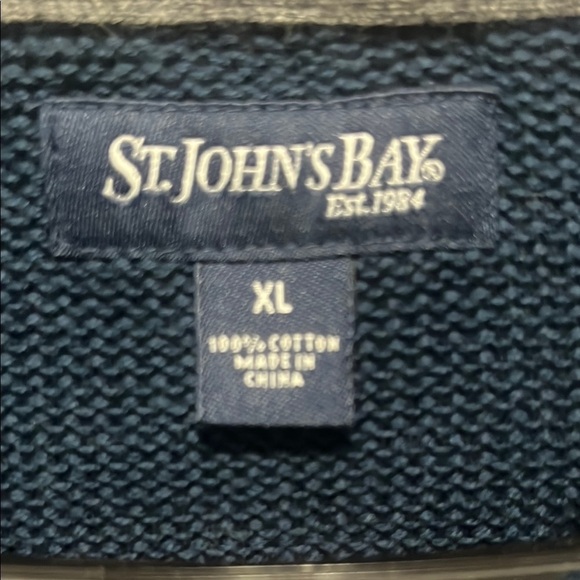 ST. JOHN'S BAY®
EST. 1984
XL
100% COTTON
MADE IN
CHINA